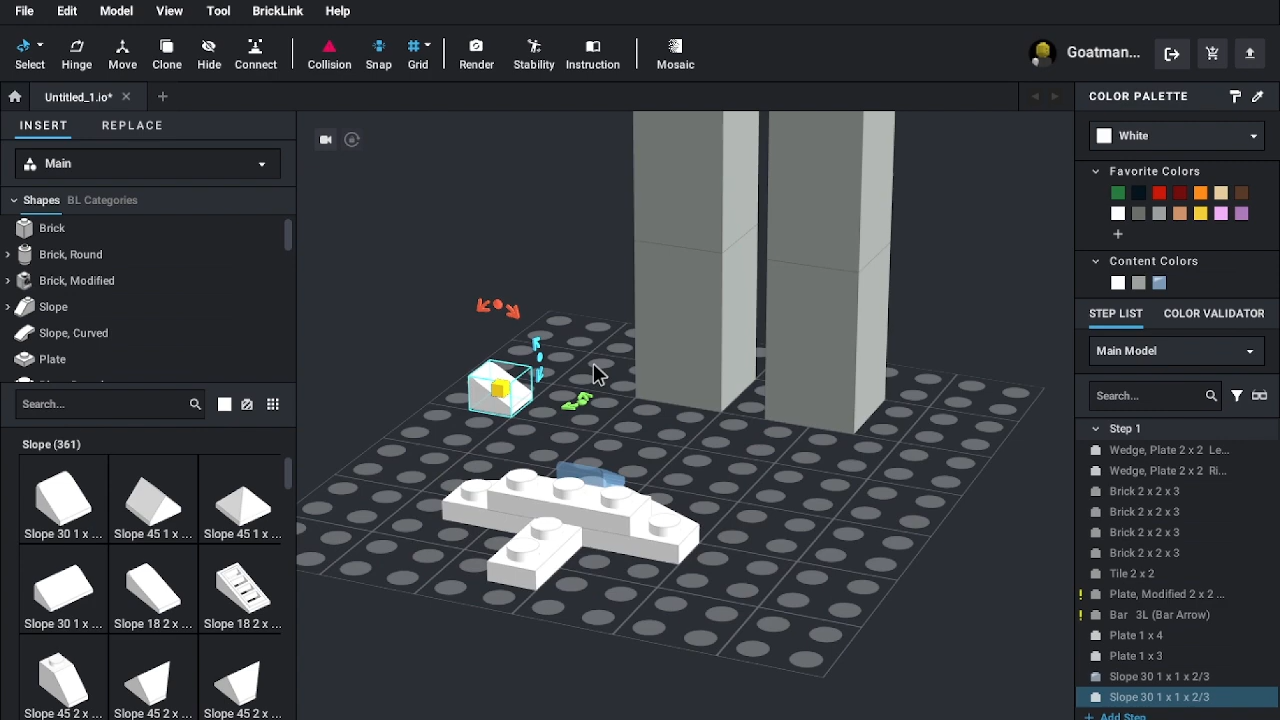 File Edit Model View Tool BrickLink Help
Select Hinge Move Clone Hide Connect Collision Snap Grid Render Stability Instruction Mosaic Goatman...
Untitled_1.io*
COLOR PALETTE
INSERT REPLACE
White
Main
Favorite Colors
Shapes BL Categories
Brick
Brick, Round
Content Colors
Brick, Modified
Slope
STEP LIST COLOR VALIDATOR
Slope, Curved
Main Model
Plate
Search...
Search...
Step 1
Slope (361)
Wedge, Plate 2 x 2 Le...
Wedge, Plate 2 x 2 Ri...
Brick 2 x 2 x 3
Brick 2 x 2 x 3
Slope 30 1 x ... Slope 45 1 x ... Slope 45 1 x ...
Brick 2 x 2 x 3
Brick 2 x 2 x 3
Tile 2 x 2
Plate, Modified 2 x 2 ...
Bar 3L (Bar Arrow)
Slope 30 1 x ... Slope 18 2 x ... Slope 18 2 x ...
Plate 1 x 4
Plate 1 x 3
Slope 30 1 x 1 x 2/3
Slope 30 1 x 1 x 2/3
Slope 45 2 x ... Slope 45 2 x ... Slope 45 2 x ...
Add Step